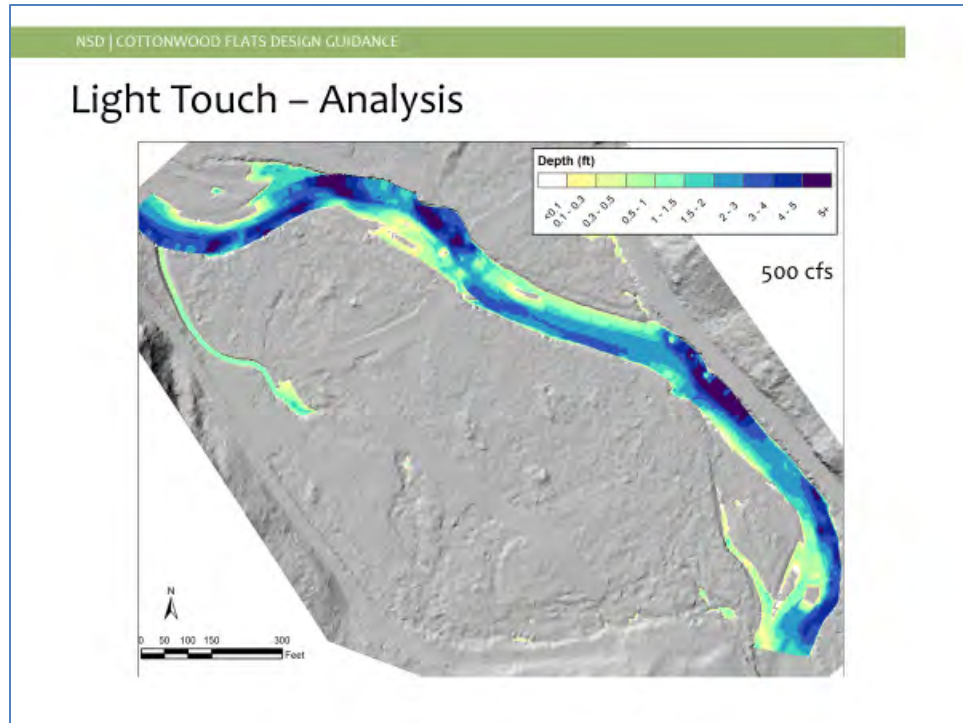 NSD | COTTONWOOD FLATS DESIGN GUIDANCE
Light Touch – Analysis
Depth (ft)
<0.1 0.1 - 0.3 0.3 - 0.5 0.5 - 1 1 - 1.5 1.5 - 2 2 - 3 3 - 4 4 - 5 5+
500 cfs
N
0 50 100 150 300
Feet